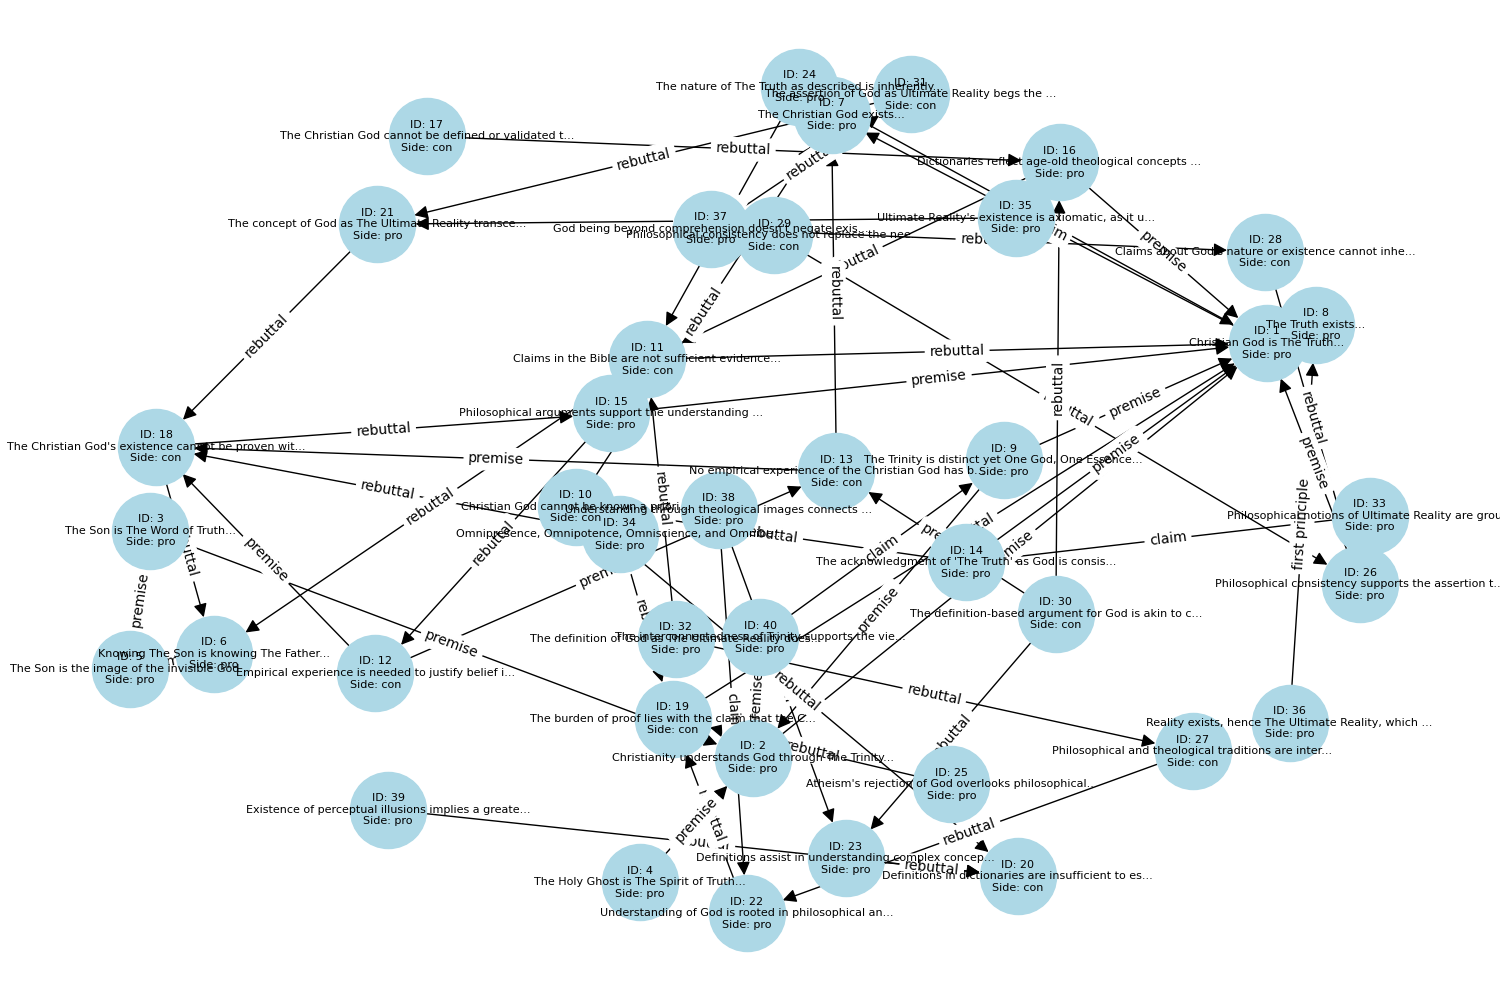 ID: 24
The nature of The Truth as described is inherently...
Side: pro
ID: 31
The assertion of God as Ultimate Reality begs the ...
Side: con
ID: 7
The Christian God exists...
Side: pro
ID: 17
The Christian God cannot be defined or validated t...
Side: con
ID: 16
Dictionaries reflect age-old theological concepts ...
Side: pro
ID: 21
The concept of God as The Ultimate Reality transce...
Side: pro
ID: 37
God being beyond comprehension doesn't negate exis...
Side: pro
ID: 29
Philosophical consistency does not replace the nec...
Side: con
ID: 35
Ultimate Reality's existence is axiomatic, as it u...
Side: pro
ID: 28
Claims about God's nature or existence cannot inhe...
Side: con
ID: 8
The Truth exists...
Side: pro
ID: 1
Christian God is The Truth...
Side: pro
ID: 11
Claims in the Bible are not sufficient evidence...
Side: con
ID: 15
Philosophical arguments support the understanding ...
Side: pro
ID: 18
The Christian God's existence cannot be proven wit...
Side: con
ID: 9
The Trinity is distinct yet One God, One Essence...
Side: pro
ID: 13
No empirical experience of the Christian God has b...
Side: con
ID: 10
Christian God cannot be known a priori...
Side: con
ID: 38
Understanding through theological images connects ...
Side: pro
ID: 34
Omnipresence, Omnipotence, Omniscience, and Omnibe...
Side: pro
ID: 33
Philosophical notions of Ultimate Reality are grou
Side: pro
ID: 3
The Son is The Word of Truth...
Side: pro
ID: 14
The acknowledgment of 'The Truth' as God is consis...
Side: pro
ID: 26
Philosophical consistency supports the assertion t...
Side: pro
ID: 30
The definition-based argument for God is akin to c...
Side: con
ID: 32
The definition of God as The Ultimate Reality does...
Side: pro
ID: 40
The interconnectedness of Trinity supports the vie...
Side: pro
ID: 6
Knowing The Son is knowing The Father...
Side: pro
ID: 5
The Son is the image of the invisible God...
Side: pro
ID: 12
Empirical experience is needed to justify belief i...
Side: con
ID: 19
The burden of proof lies with the claim that the C...
Side: con
ID: 36
Reality exists, hence The Ultimate Reality, which ...
Side: pro
ID: 27
Philosophical and theological traditions are inter...
Side: con
ID: 2
Christianity understands God through The Trinity...
Side: pro
ID: 25
Atheism's rejection of God overlooks philosophical...
Side: pro
ID: 39
Existence of perceptual illusions implies a greate...
Side: pro
ID: 23
Definitions assist in understanding complex concep...
Side: pro
ID: 20
Definitions in dictionaries are insufficient to es...
Side: con
ID: 4
The Holy Ghost is The Spirit of Truth...
Side: pro
ID: 22
Understanding of God is rooted in philosophical an...
Side: pro
rebuttal
rebuttal
rebuttal
premise
rebuttal
rebuttal
rebuttal
rebuttal
premise
rebuttal
premise
premise
rebuttal
premise
rebuttal
rebuttal
rebuttal
rebuttal
premise
first principle
claim
claim
premise
premise
premise
premise
rebuttal
rebuttal
rebuttal
claim
premise
rebuttal
rebuttal
rebuttal